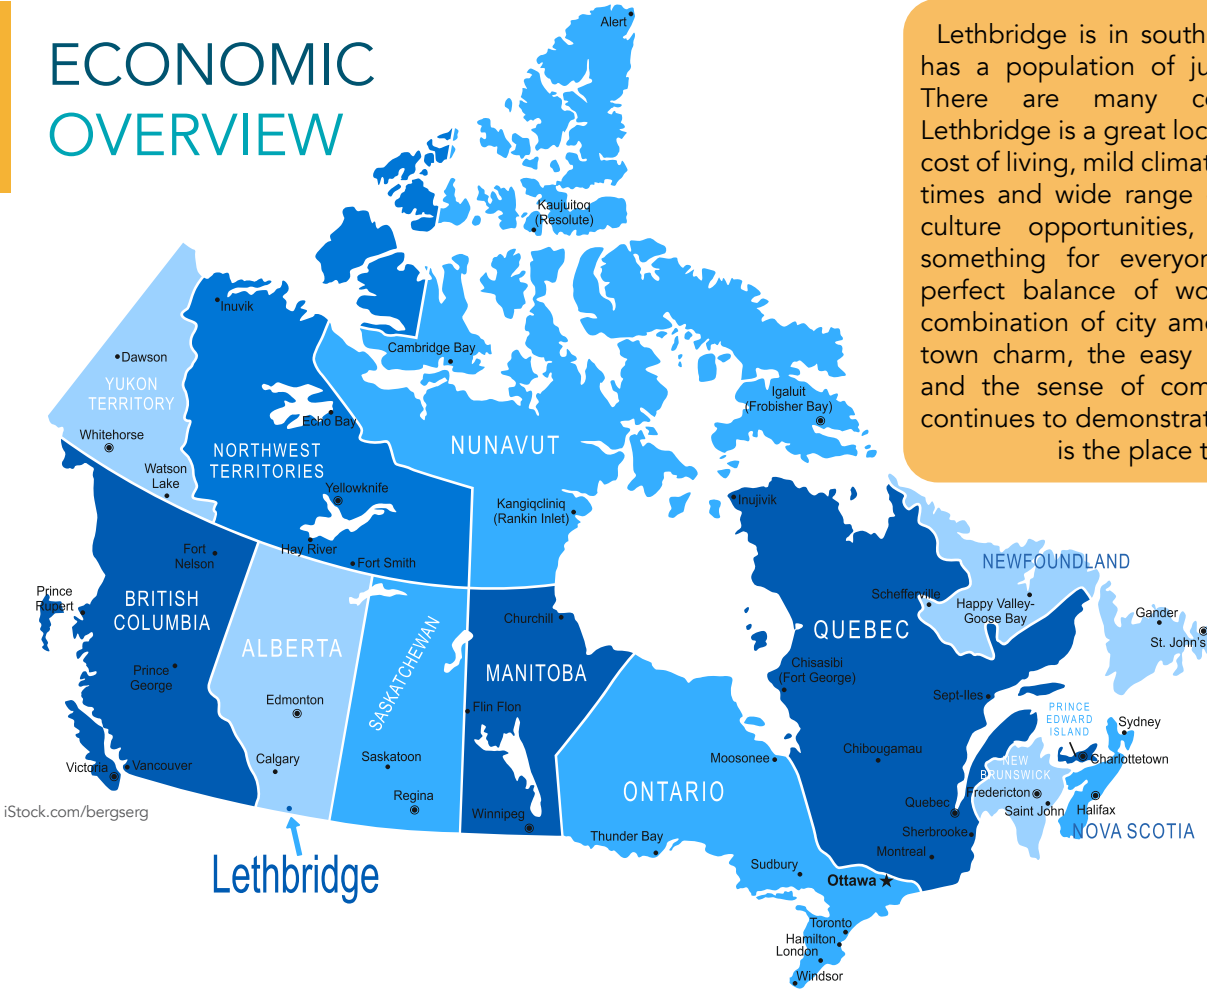 ECONOMIC
OVERVIEW
Lethbridge is in south
has a population of ju
There are many co
Lethbridge is a great loc
cost of living, mild climat
times and wide range
culture opportunities,
something for everyon
perfect balance of wo
combination of city ame
town charm, the easy
and the sense of com
continues to demonstrat
is the place t
Alert
Kaujuitoq
(Resolute)
Inuvik
Cambridge Bay
Dawson
YUKON
TERRITORY
Whitehorse
Watson
Lake
Echo Bay
NORTHWEST
TERRITORIES
Yellowknife
Hay River
Fort Smith
NUNAVUT
Igaluit
(Frobisher Bay)
Kangiqcliniq
(Rankin Inlet)
Inujivik
Fort
Nelson
Prince
Rupert
BRITISH
COLUMBIA
Prince
George
Victoria
Vancouver
ALBERTA
Edmonton
Calgary
SASKATCHEWAN
Saskatoon
Regina
Churchill
MANITOBA
Flin Flon
Winnipeg
ONTARIO
Moosonee
Thunder Bay
Sudbury
Ottawa
Toronto
Hamilton
London
Windsor
QUEBEC
Schefferville
Chisasibi
(Fort George)
Sept-Iles
Chibougamau
Quebec
Sherbrooke
Montreal
NEWFOUNDLAND
Happy Valley-
Goose Bay
Gander
St. John's
PRINCE
EDWARD
ISLAND
Sydney
Charlottetown
NEW
BRUNSWICK
Fredericton
Saint John
Halifax
NOVA SCOTIA
iStock.com/bergserg
Lethbridge